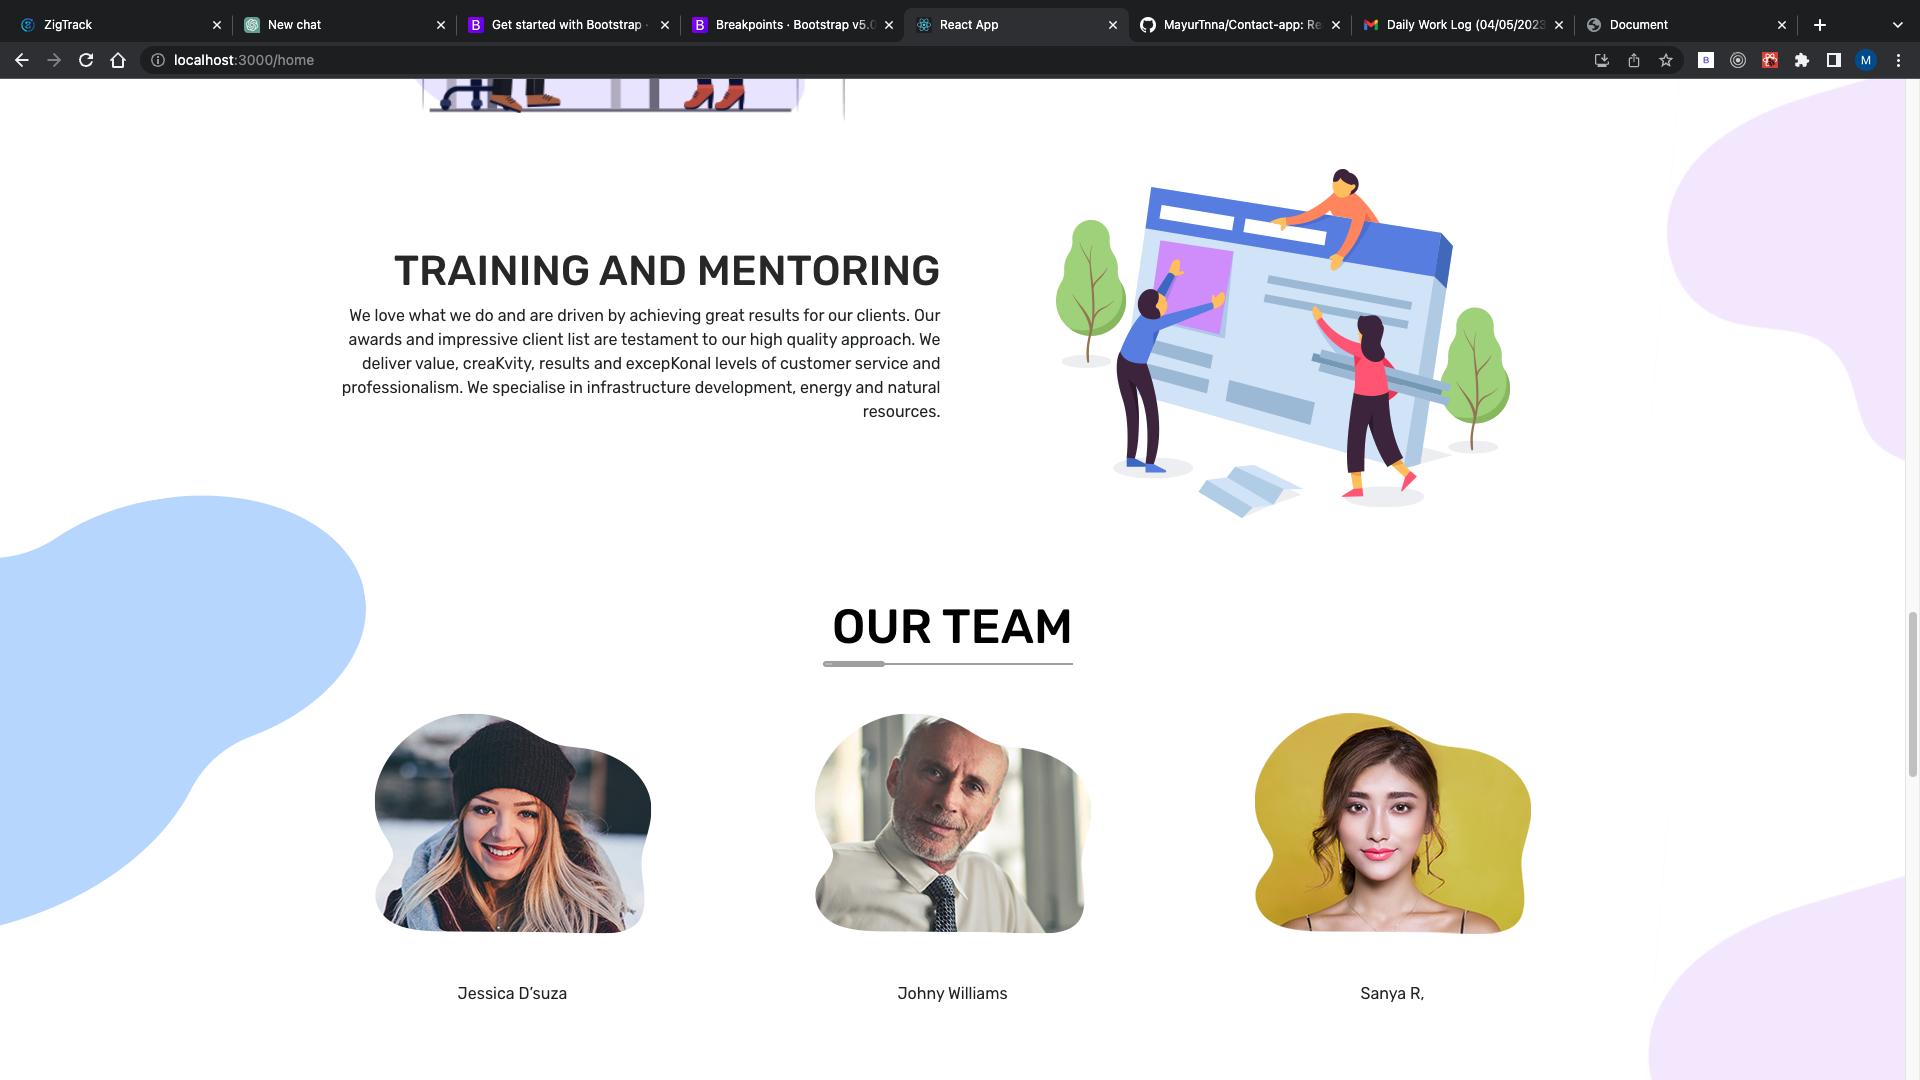 ZigTrack
New chat
Get started with Bootstrap ·
Breakpoints · Bootstrap v5.0
React App
MayurTnna/Contact-app: Re
Daily Work Log (04/05/2023
Document
localhost:3000/home
B
M
TRAINING AND MENTORING
We love what we do and are driven by achieving great results for our clients. Our
awards and impressive client list are testament to our high quality approach. We
deliver value, creaKvity, results and excepKonal levels of customer service and
professionalism. We specialise in infrastructure development, energy and natural
resources.
OUR TEAM
Jessica D’suza
Johny Williams
Sanya R,